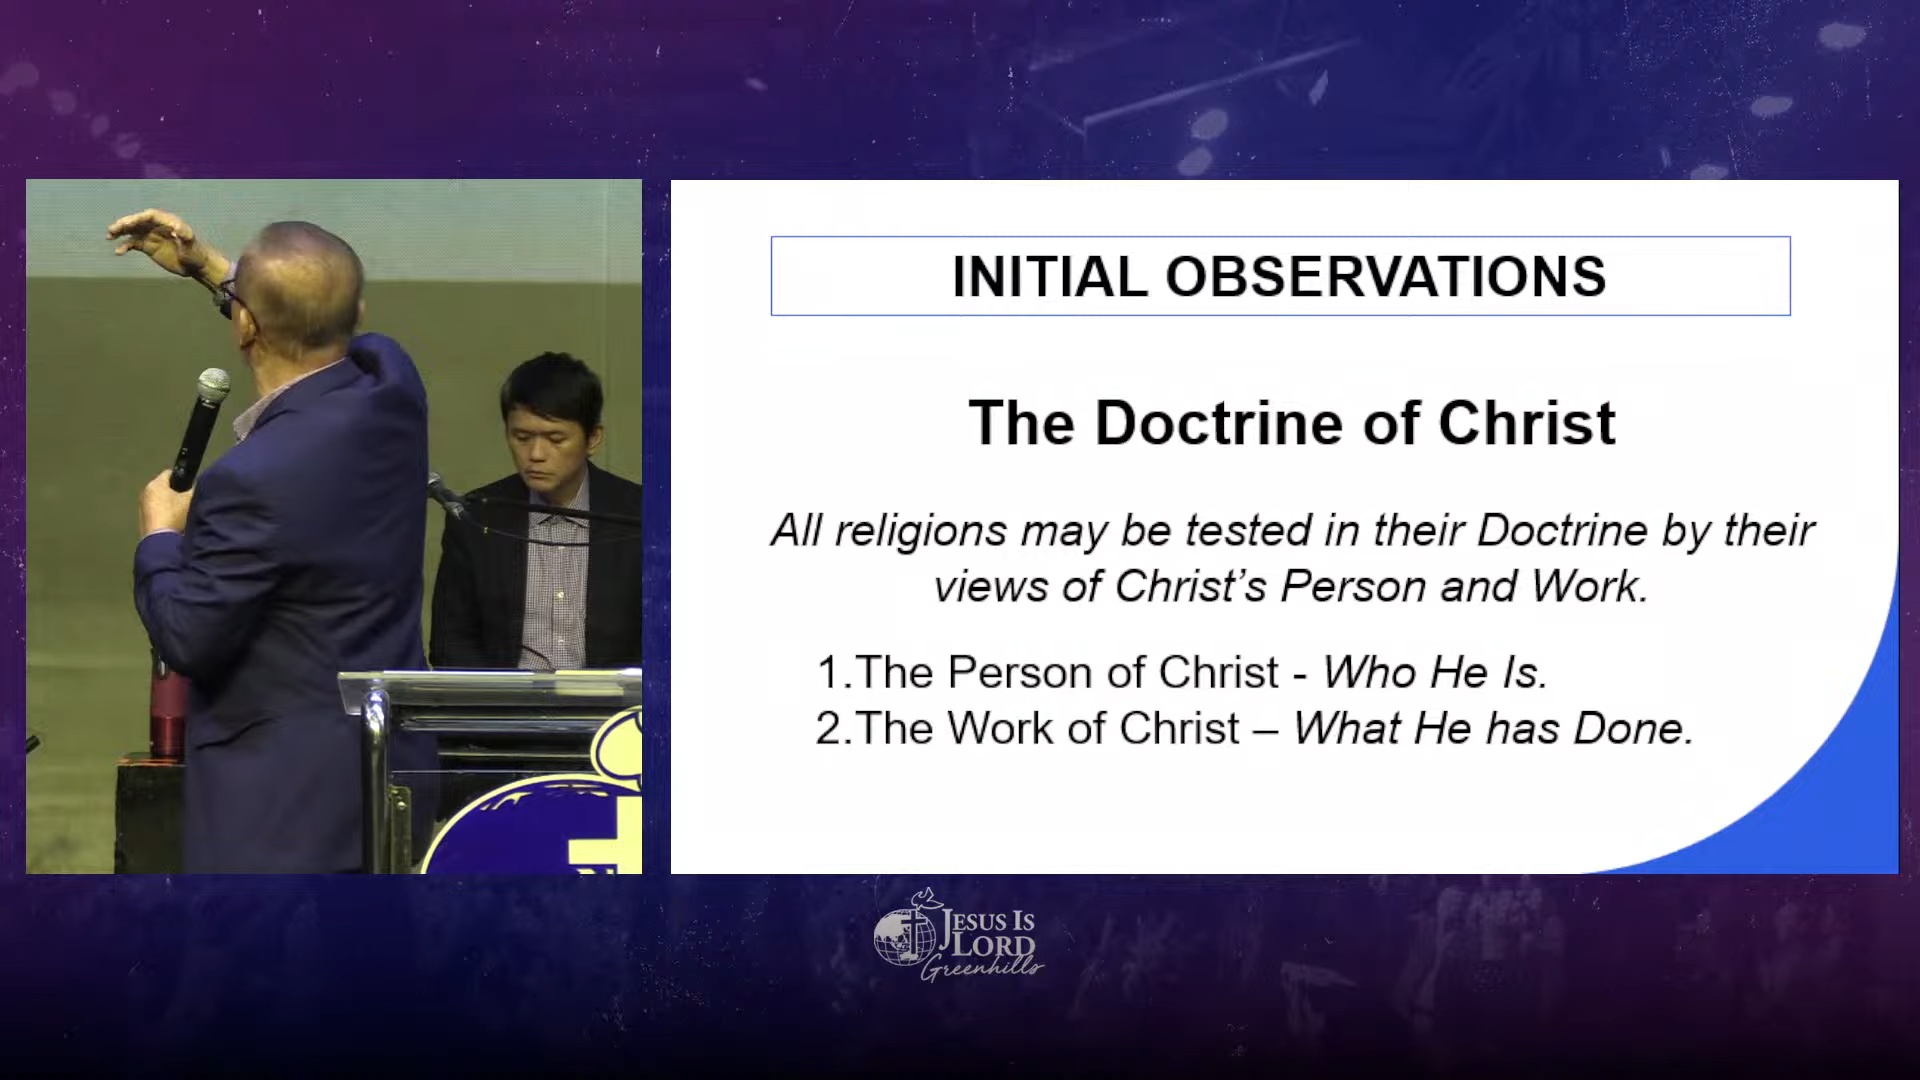 INITIAL OBSERVATIONS
The Doctrine of Christ
All religions may be tested in their Doctrine by their
views of Christ’s Person and Work.
1.The Person of Christ - Who He Is.
2.The Work of Christ – What He has Done.
JESUS IS
LORD
Greenhills